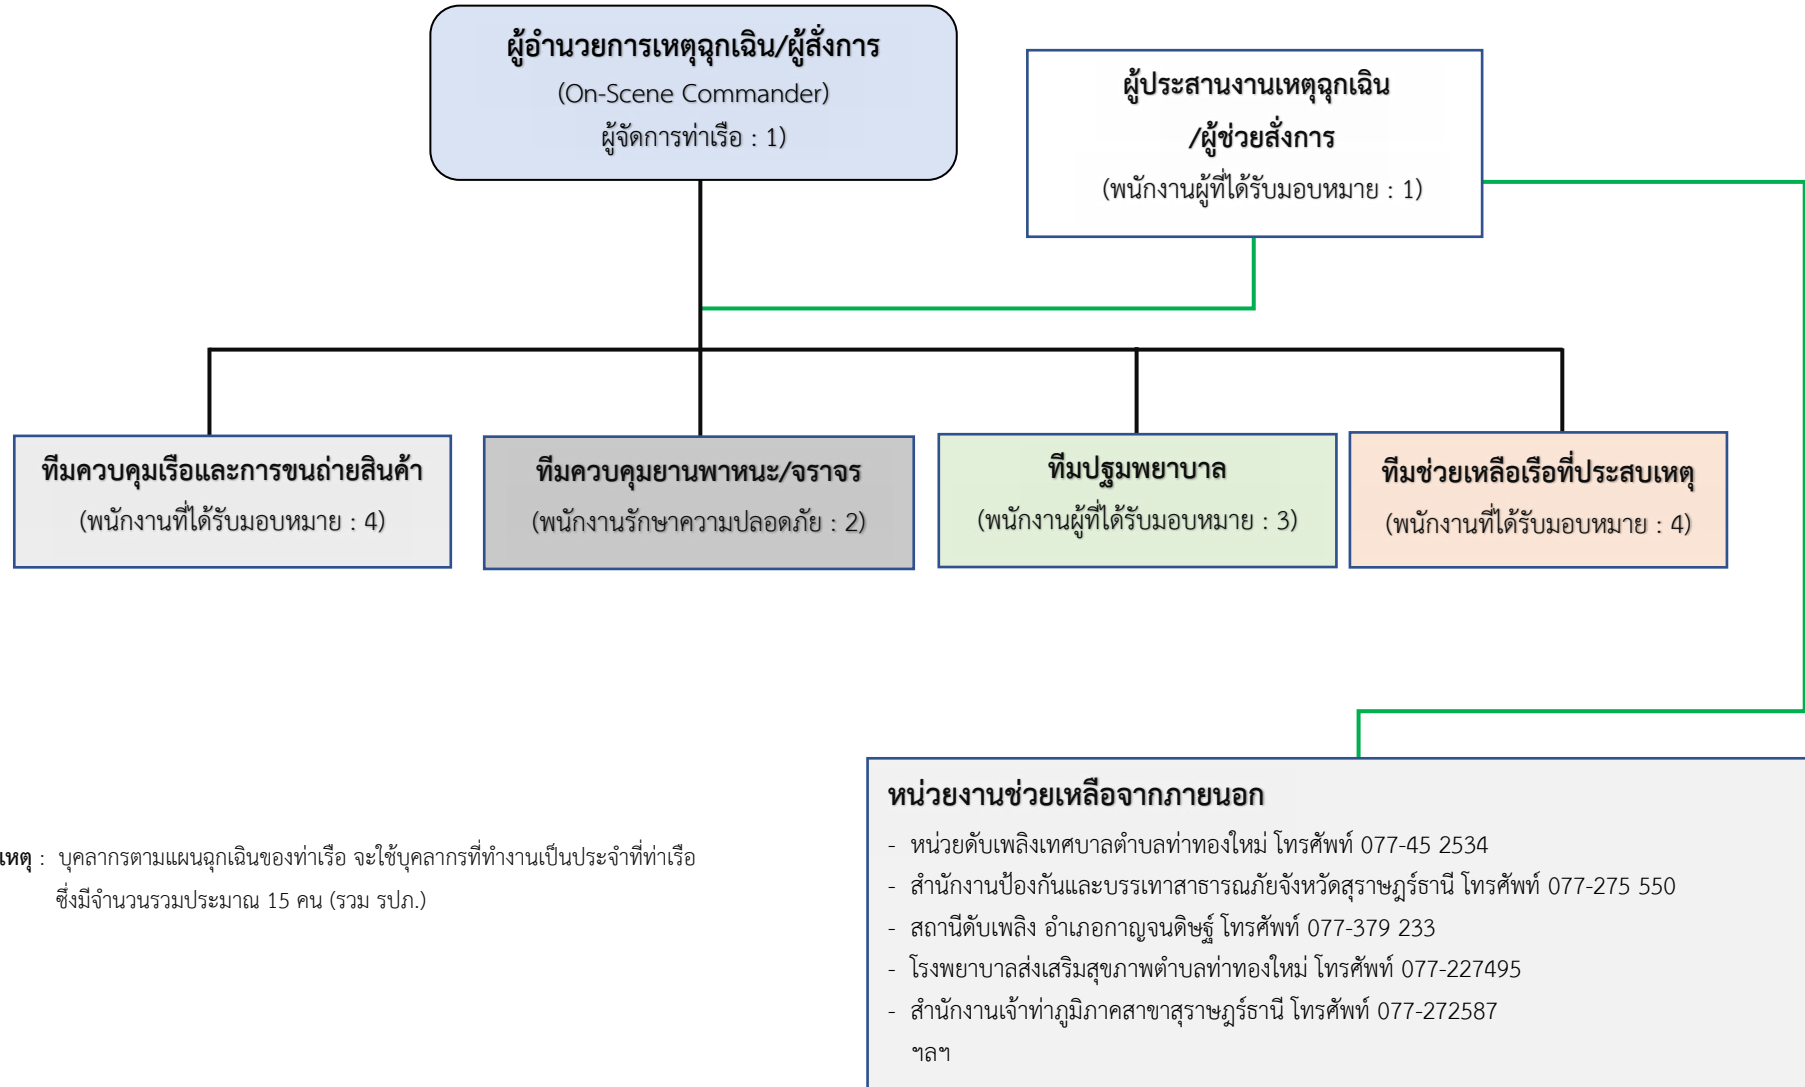 ผู้อำนวยการเหตุฉุกเฉิน/ผู้สั่งการ
(On-Scene Commander)
ผู้จัดการท่าเรือ : 1)
ผู้ประสานงานเหตุฉุกเฉิน
/ผู้ช่วยสั่งการ
(พนักงานผู้ที่ได้รับมอบหมาย : 1)
ทีมควบคุมเรือและการขนถ่ายสินค้า
(พนักงานที่ได้รับมอบหมาย : 4)
ทีมควบคุมยานพาหนะ/จราจร
(พนักงานรักษาความปลอดภัย : 2)
ทีมปฐมพยาบาล
(พนักงานผู้ที่ได้รับมอบหมาย : 3)
ทีมช่วยเหลือเรือที่ประสบเหตุ
(พนักงานที่ได้รับมอบหมาย : 4)
เหตุ : บุคลากรตามแผนฉุกเฉินของท่าเรือ จะใช้บุคลากรที่ทำงานเป็นประจำที่ท่าเรือ
ซึ่งมีจำนวนรวมประมาณ 15 คน (รวม รปภ.)
หน่วยงานช่วยเหลือจากภายนอก
- หน่วยดับเพลิงเทศบาลตำบลท่าทองใหม่ โทรศัพท์ 077-45 2534
- สำนักงานป้องกันและบรรเทาสาธารณภัยจังหวัดสุราษฎร์ธานี โทรศัพท์ 077-275 550
- สถานีดับเพลิง อำเภอกาญจนดิษฐ์ โทรศัพท์ 077-379 233
- โรงพยาบาลส่งเสริมสุขภาพตำบลท่าทองใหม่ โทรศัพท์ 077-227495
- สำนักงานเจ้าท่าภูมิภาคสาขาสุราษฎร์ธานี โทรศัพท์ 077-272587
ฯลฯ